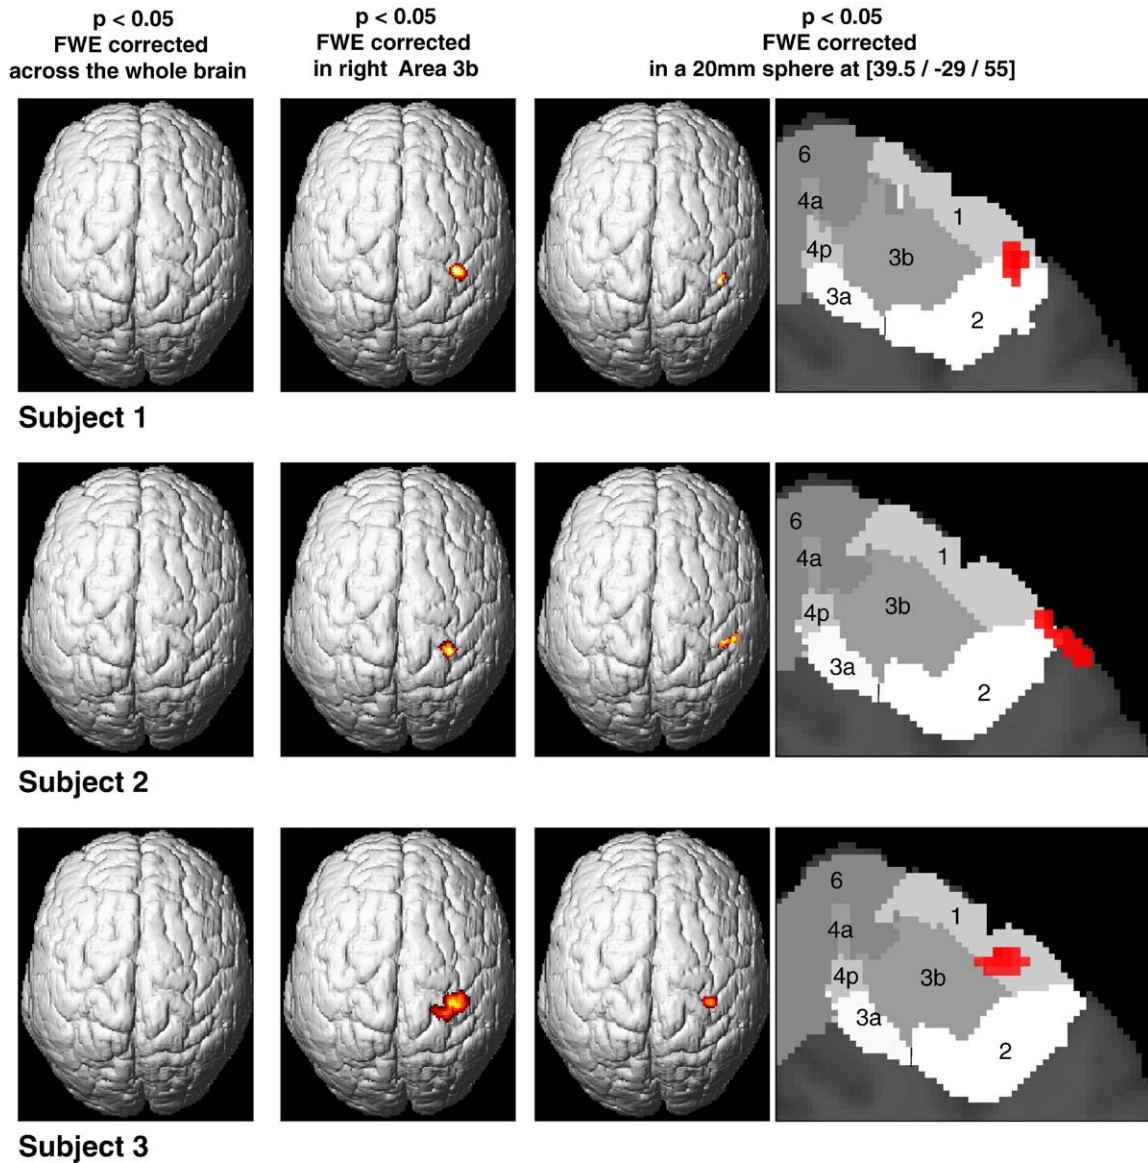 p < 0.05
FWE corrected
across the whole brain
p < 0.05
FWE corrected
in right Area 3b
p < 0.05
FWE corrected
in a 20mm sphere at [39.5 / -29 / 55]
6
4a
1
4p
3b
3a
2
Subject 1
6
1
4a
3b
4p
3a
2
Subject 2
6
1
4a
3b
4p
3a
2
Subject 3